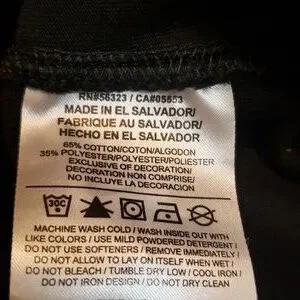 RN#56323 / CA#05553
MADE IN EL SALVADOR/
FABRIQUE AU SALVADOR/
HECHO EN EL SALVADOR
65% COTTON/COTON/ALGODON
35% POLYESTER/POLYESTER/POLIESTER
EXCLUSIVE OF DECORATION/
DECORATION NON COMPRISE/
NO INCLUYE LA DECORACION
30C
MACHINE WASH COLD / WASH INSIDE OUT WITH
LIKE COLORS / USE MILD POWDERED DETERGENT /
DO NOT USE SOFTENERS / REMOVE IMMEDIATELY /
DO NOT ALLOW TO LAY ON ITSELF WHEN WET /
DO NOT BLEACH / TUMBLE DRY LOW / COOL IRON /
DO NOT IRON DESIGN / DO NOT DRY CLEAN